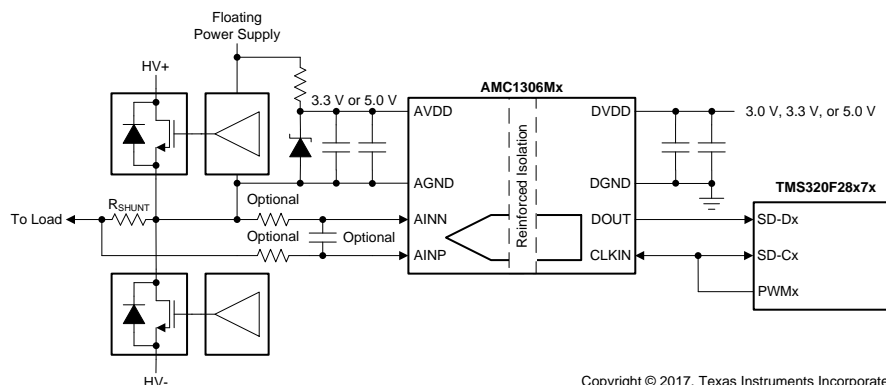 Floating
Power Supply
HV+
3.3 V or 5.0 V
AMC1306Mx
AVDD
DVDD
3.0 V, 3.3 V, or 5.0 V
Reinforced Isolation
AGND
DGND
TMS320F28x7x
To Load
RSHUNT
Optional
AINN
DOUT
SD-Dx
Optional
Optional
AINP
CLKIN
SD-Cx
PWMx
HV-
Copyright © 2017, Texas Instruments Incorporate